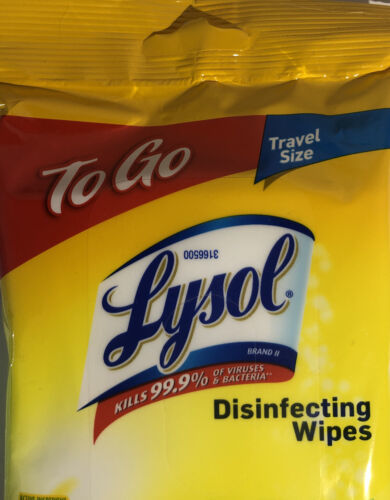 To Go
Travel
Size
3166500
Lysol®
BRAND II
KILLS 99.9% OF VIRUSES
& BACTERIA**
Disinfecting
Wipes